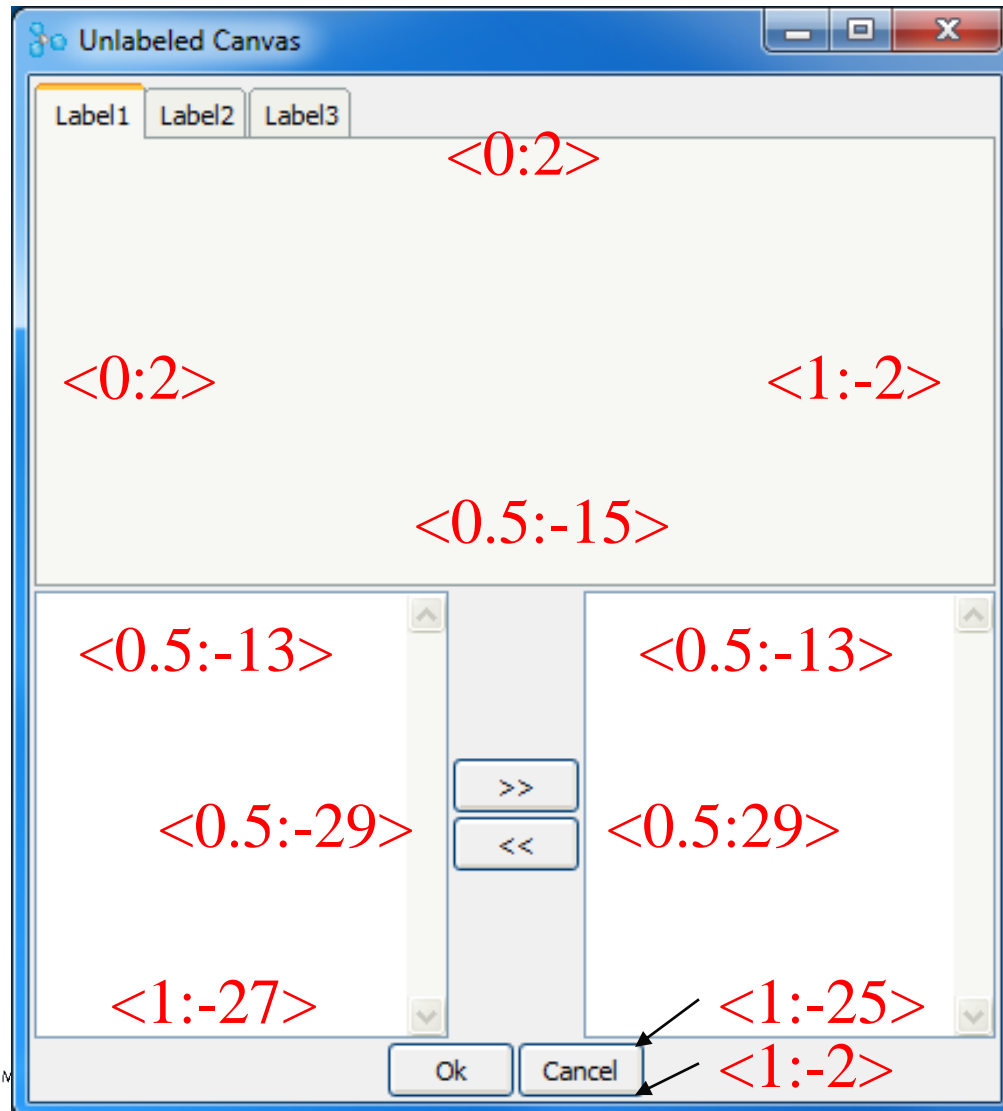 Unlabeled Canvas
Label1 Label2 Label3
<0:2>
<0:2> <1:-2>
<0.5:-15>
<0.5:-13> <0.5:-13>
>>
<0.5:-29> <0.5:29>
<<
<1:-27> <1:-25>
Ok Cancel <1:-2>
M